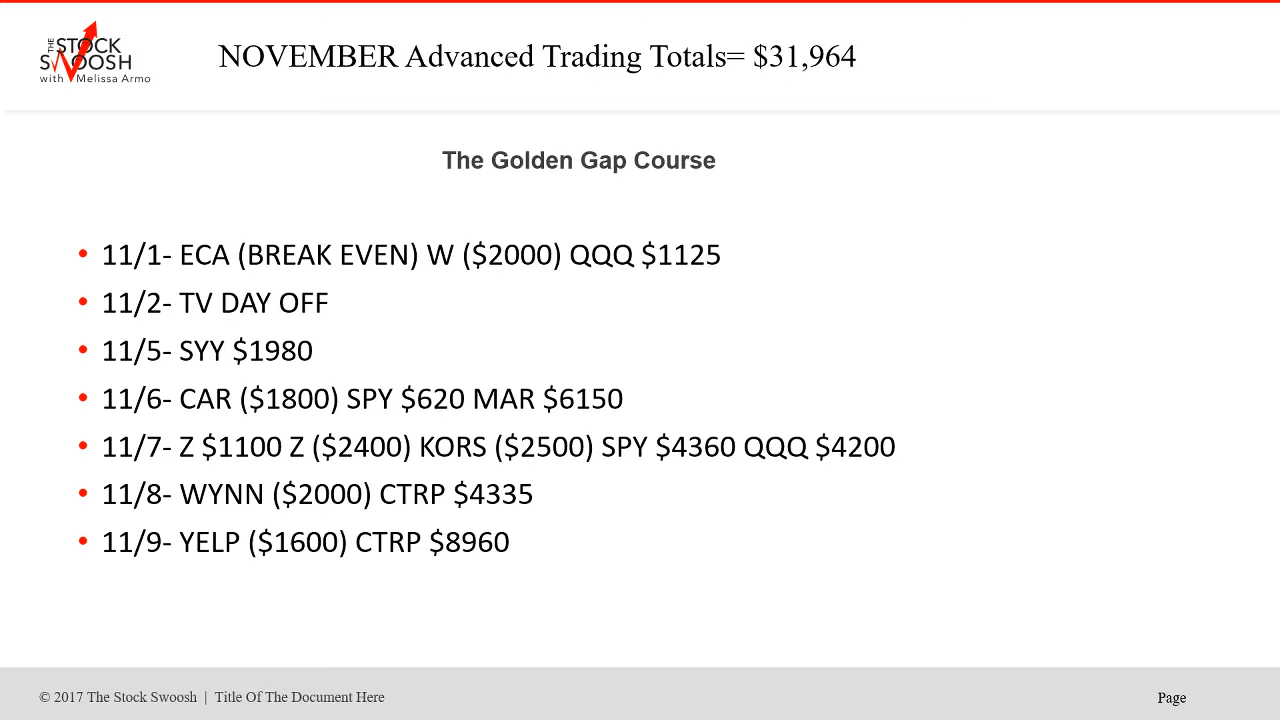 THE
STOCK
SWOOSH
with Melissa Armo
NOVEMBER Advanced Trading Totals= $31,964
The Golden Gap Course
• 11/1- ECA (BREAK EVEN) W ($2000) QQQ $1125
• 11/2- TV DAY OFF
• 11/5- SYY $1980
• 11/6- CAR ($1800) SPY $620 MAR $6150
• 11/7- Z $1100 Z ($2400) KORS ($2500) SPY $4360 QQQ $4200
• 11/8- WYNN ($2000) CTRP $4335
• 11/9- YELP ($1600) CTRP $8960
© 2017 The Stock Swoosh | Title Of The Document Here
Page